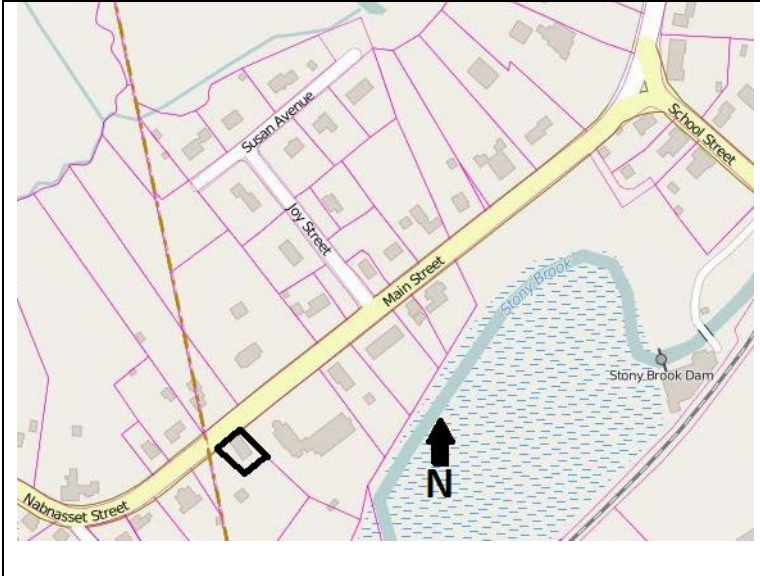 Susan Avenue
School Street
Joy Street
Main Street
Stony Brook
Stony Brook Dam
N
Nabnasset Street